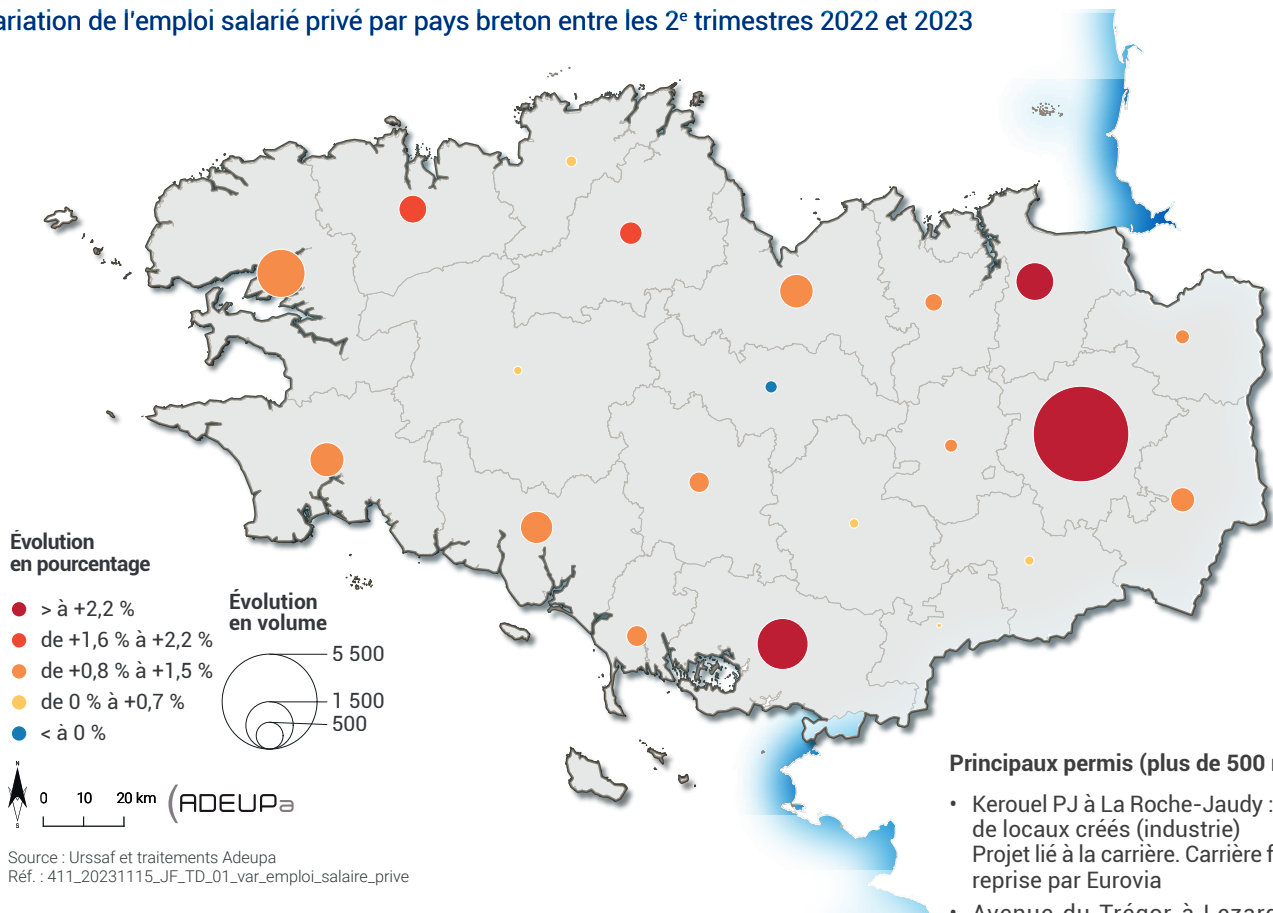 ariation de l'emploi salarié privé par pays breton entre les 2e trimestres 2022 et 2023
Évolution
en pourcentage
> à +2,2 %
de +1,6 % à +2,2 %
de +0,8 % à +1,5 %
de 0 % à +0,7 %
< à 0 %
Évolution
en volume
5 500
1 500
500
N
S
0 10 20 km
ADEUPa
Source : Urssaf et traitements Adeupa
Réf. : 411_20231115_JF_TD_01_var_emploi_salaire_prive
Principaux permis (plus de 500 
• Kerouel PJ à La Roche-Jaudy :
de locaux créés (industrie)
Projet lié à la carrière. Carrière f
reprise par Eurovia
• Avenue du Trégor à Lezar